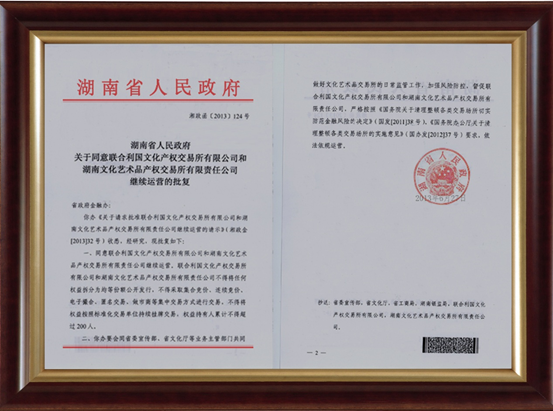 湖南省人民政府
湘政函〔2013〕124号
湖南省人民政府
关于同意联合利国文化产权交易所有限公司和
湖南文化艺术品产权交易所有限责任公司
继续运营的批复
省政府金融办:
你办《关于请求批准联合利国文化产权交易所有限公司和湖
南文化艺术品产权交易所有限责任公司继续运营的请示》(湘政金
〔2013〕32号)收悉。经研究,现批复如下:
一、同意联合利国文化产权交易所有限公司和湖南文化艺术
品产权交易所有限责任公司继续运营。联合利国文化产权交易所
有限公司和湖南文化艺术品产权交易所有限责任公司不得将任何
权益拆分为均等份额公开发行,不得采取集合竞价、连续竞价、
电子撮合、匿名交易、做市商等集中交易方式进行交易,不得将
权益按照标准化交易单位持续挂牌交易,权益持有人累计不得超
过200人。
二、你办要会同省委宣传部、省文化厅等业务主管部门共同
做好文化艺术品交易所的日常监管工作,加强风险防控,督促联
合利国文化产权交易所有限公司和湖南文化艺术品产权交易所有
限责任公司,严格按照《国务院关于清理整顿各类交易场所切实
防范金融风险的决定》(国发[2011]38号)、《国务院办公厅关于清
理整顿各类交易场所的实施意见》(国办发[2012]37号)要求,依
法依规运营。
湖南省人民政府
2013年6月27日
抄送:省委宣传部,省文化厅,省工商局,湖南银监局,联合利国文化产
权交易所有限公司,湖南文化艺术品产权交易所有限责任公
司。
— 2 —